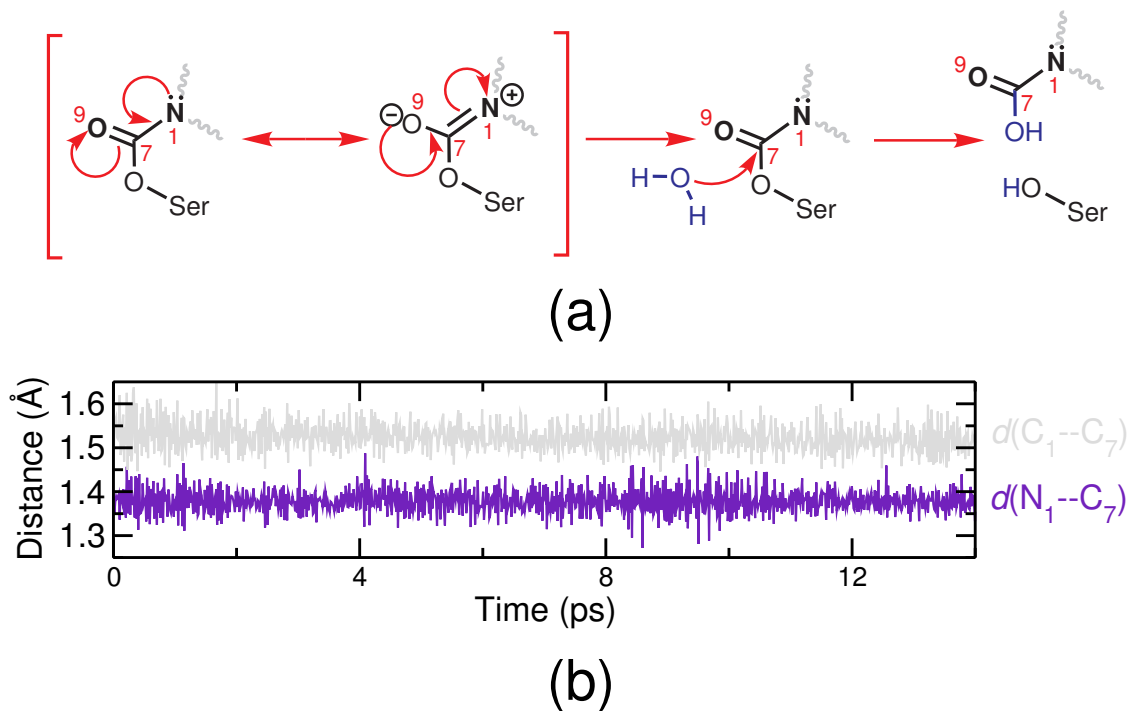 9 O N 1 7 O Ser
⊖ O 9 N ⊕ 1 7 O Ser
9 O N 1 7 O Ser H O H
9 O N 1 7 OH HO Ser
(a)
Distance (Å)
1.6
1.5
1.4
1.3
d(C1--C7)
d(N1--C7)
0 4 8 12
Time (ps)
(b)